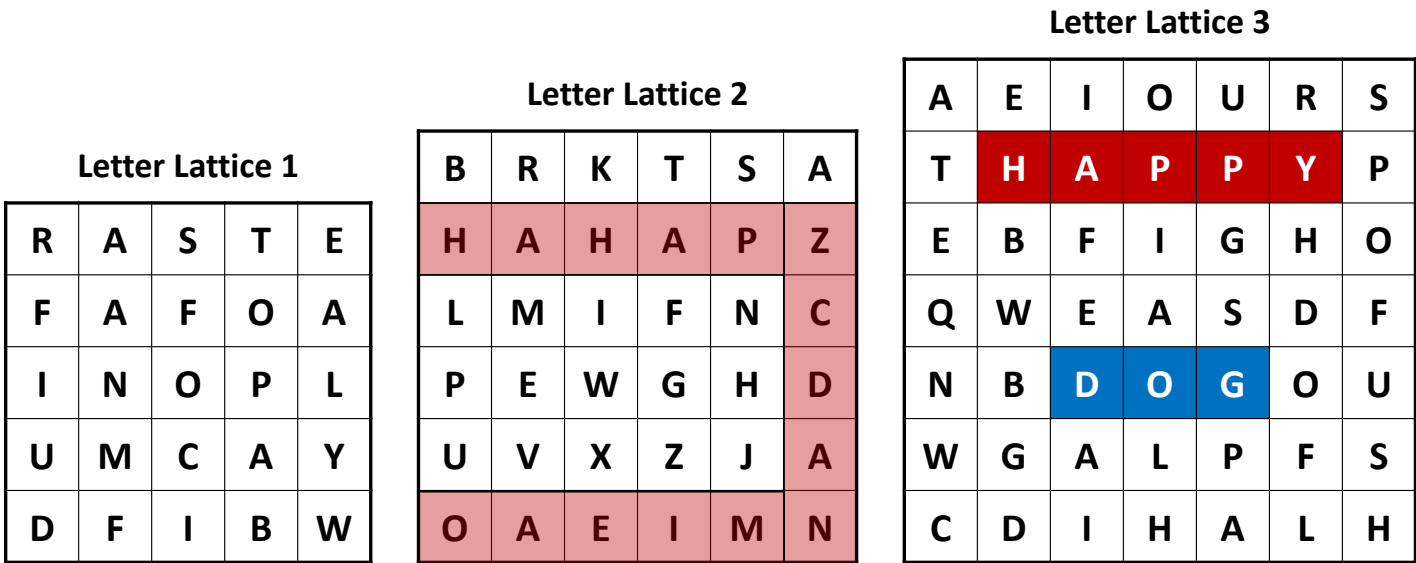 Letter Lattice 1
R A S T E
F A F O A
I N O P L
U M C A Y
D F I B W
Letter Lattice 2
B R K T S A
H A H A P Z
L M I F N C
P E W G H D
U V X Z J A
O A E I M N
Letter Lattice 3
A E I O U R S
T H A P P Y P
E B F I G H O
Q W E A S D F
N B D O G O U
W G A L P F S
C D I H A L H